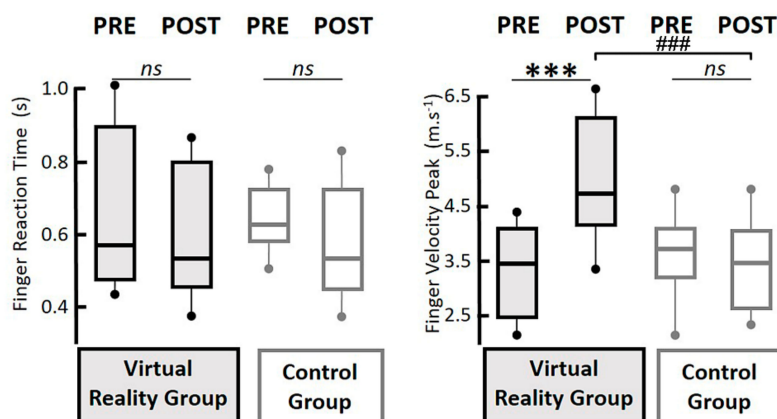 PRE POST PRE POST
ns ns
1.0
0.8
0.6
0.4
Finger Reaction Time (s)
Virtual
Reality Group
Control
Group
PRE POST PRE POST
###
*** ns
6.5
5.5
4.5
3.5
2.5
Finger Velocity Peak (m.s⁻¹)
Virtual
Reality Group
Control
Group